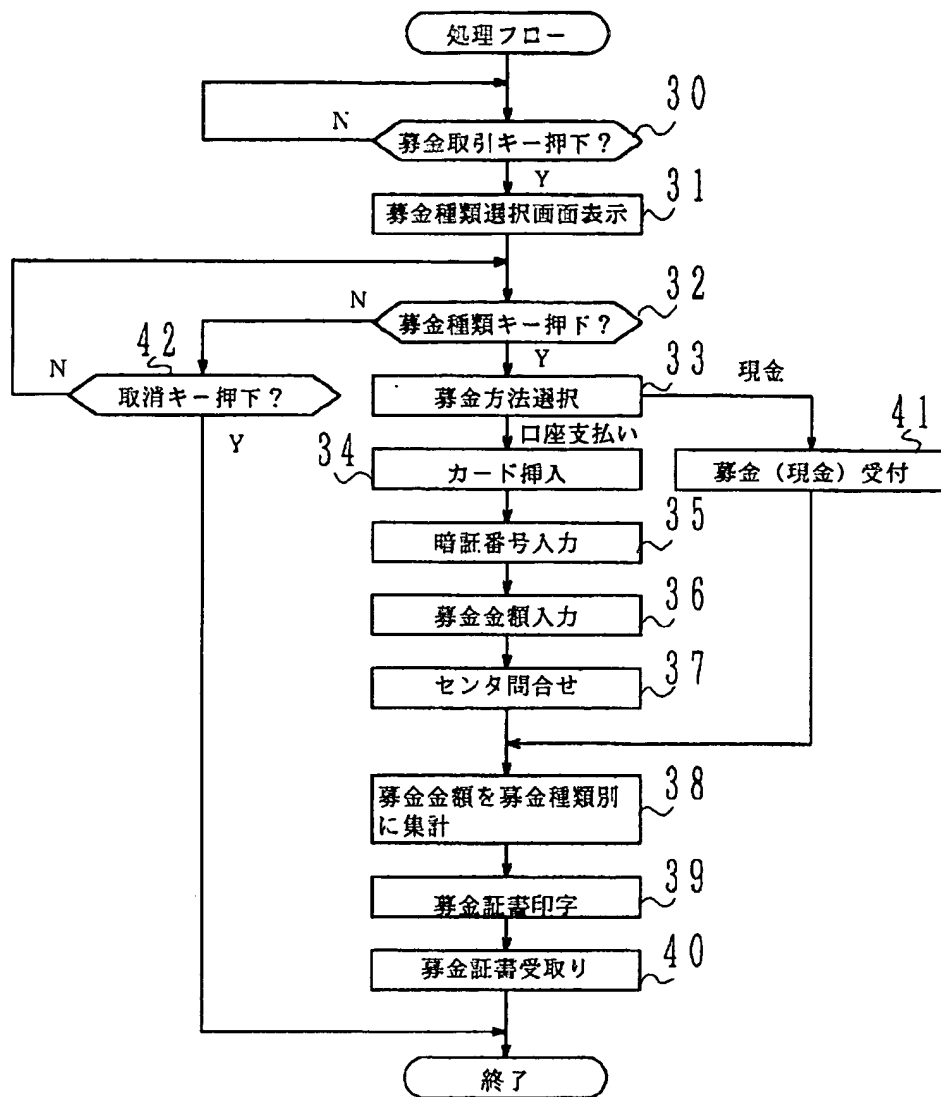 処理フロー
30
N
募金取引キー押下?
Y
31
募金種類選択画面表示
32
N
募金種類キー押下?
42
Y
33
現金
N
取消キー押下?
募金方法選択
41
Y
口座支払い
34
カード挿入
募金(現金)受付
35
暗証番号入力
36
募金金額入力
37
センタ問合せ
38
募金金額を募金種類別
に集計
39
募金証書印字
40
募金証書受取り
終了